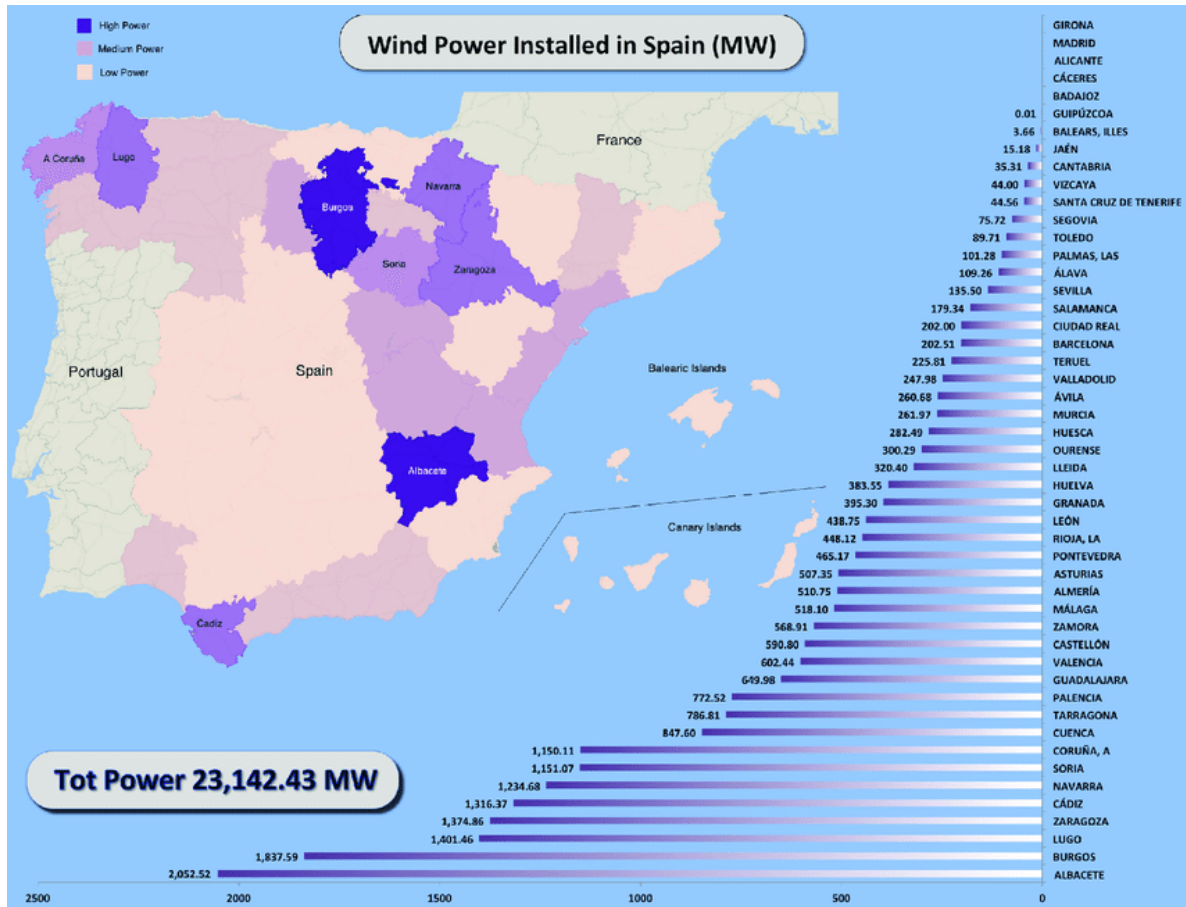 High Power
Medium Power
Low Power
Wind Power Installed in Spain (MW)
France
A Coruña
Lugo
Burgos
Navarra
Soria
Zaragoza
Portugal
Spain
Balearic Islands
Albacete
Canary Islands
Cadiz
Tot Power 23,142.43 MW
GIRONA
MADRID
ALICANTE
CÁCERES
BADAJOZ
0.01 GUIPÚZCOA
3.66 BALEARS, ILLES
15.18 JAÉN
35.31 CANTABRIA
44.00 VIZCAYA
44.56 SANTA CRUZ DE TENERIFE
75.72 SEGOVIA
89.71 TOLEDO
101.28 PALMAS, LAS
109.26 ÁLAVA
135.50 SEVILLA
179.34 SALAMANCA
202.00 CIUDAD REAL
202.51 BARCELONA
225.81 TERUEL
247.98 VALLADOLID
260.68 ÁVILA
261.97 MURCIA
282.49 HUESCA
300.29 OURENSE
320.40 LLEIDA
383.55 HUELVA
395.30 GRANADA
438.75 LEÓN
448.12 RIOJA, LA
465.17 PONTEVEDRA
507.35 ASTURIAS
510.75 ALMERÍA
518.10 MÁLAGA
568.91 ZAMORA
590.80 CASTELLÓN
602.44 VALENCIA
649.98 GUADALAJARA
772.52 PALENCIA
786.81 TARRAGONA
847.60 CUENCA
1,150.11 CORUÑA, A
1,151.07 SORIA
1,234.68 NAVARRA
1,316.37 CÁDIZ
1,374.86 ZARAGOZA
1,401.46 LUGO
1,837.59 BURGOS
2,052.52 ALBACETE
2500 2000 1500 1000 500 0